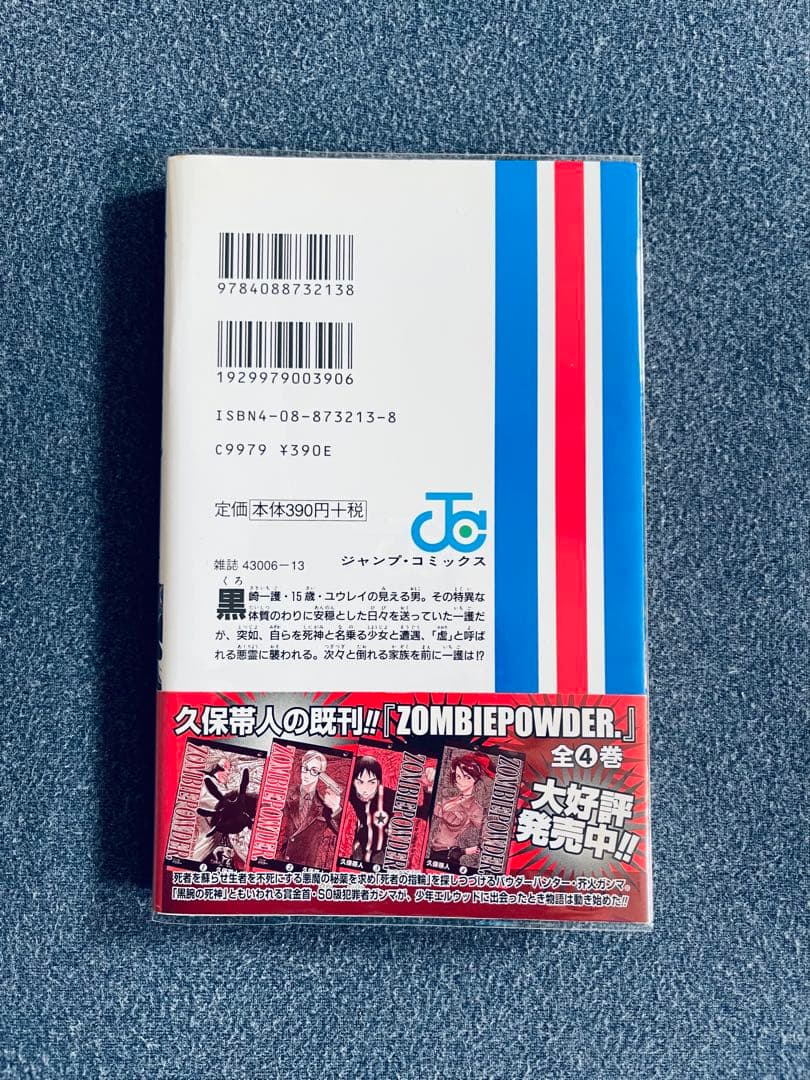 9784088732138
1929979003906
ISBN4-08-873213-8
C9979 ¥390E
定価 本体390円+税
JC
ジャンプ・コミックス
雑誌 43006-13
黒崎一護・15歳・ユウレイの見える男。その特異な
体質のわりに安穏とした日々を送っていた一護だ
が、突如、自らを死神と名乗る少女と遭遇、「虚」と呼ば
れる悪霊に襲われる。次々と倒れる家族を前に一護は!?
久保帯人の既刊!!『ZOMBIEPOWDER.』
全4巻
大好評
発売中!!
ZOMBIEPOWDER.
ZOMBIEPOWDER.
ZOMBIEPOWDER.
ZOMBIEPOWDER.
久保帯人
久保帯人
死者を蘇らせ生者を不死にする悪魔の秘薬を求め「死者の指輪」を探しつづけるパウダーハンター・芥火ガンマ。
「黒腕の死神」ともいわれる賞金首・S0級犯罪者ガンマが、少年エルウッドに出会ったとき物語は動き始めた!!